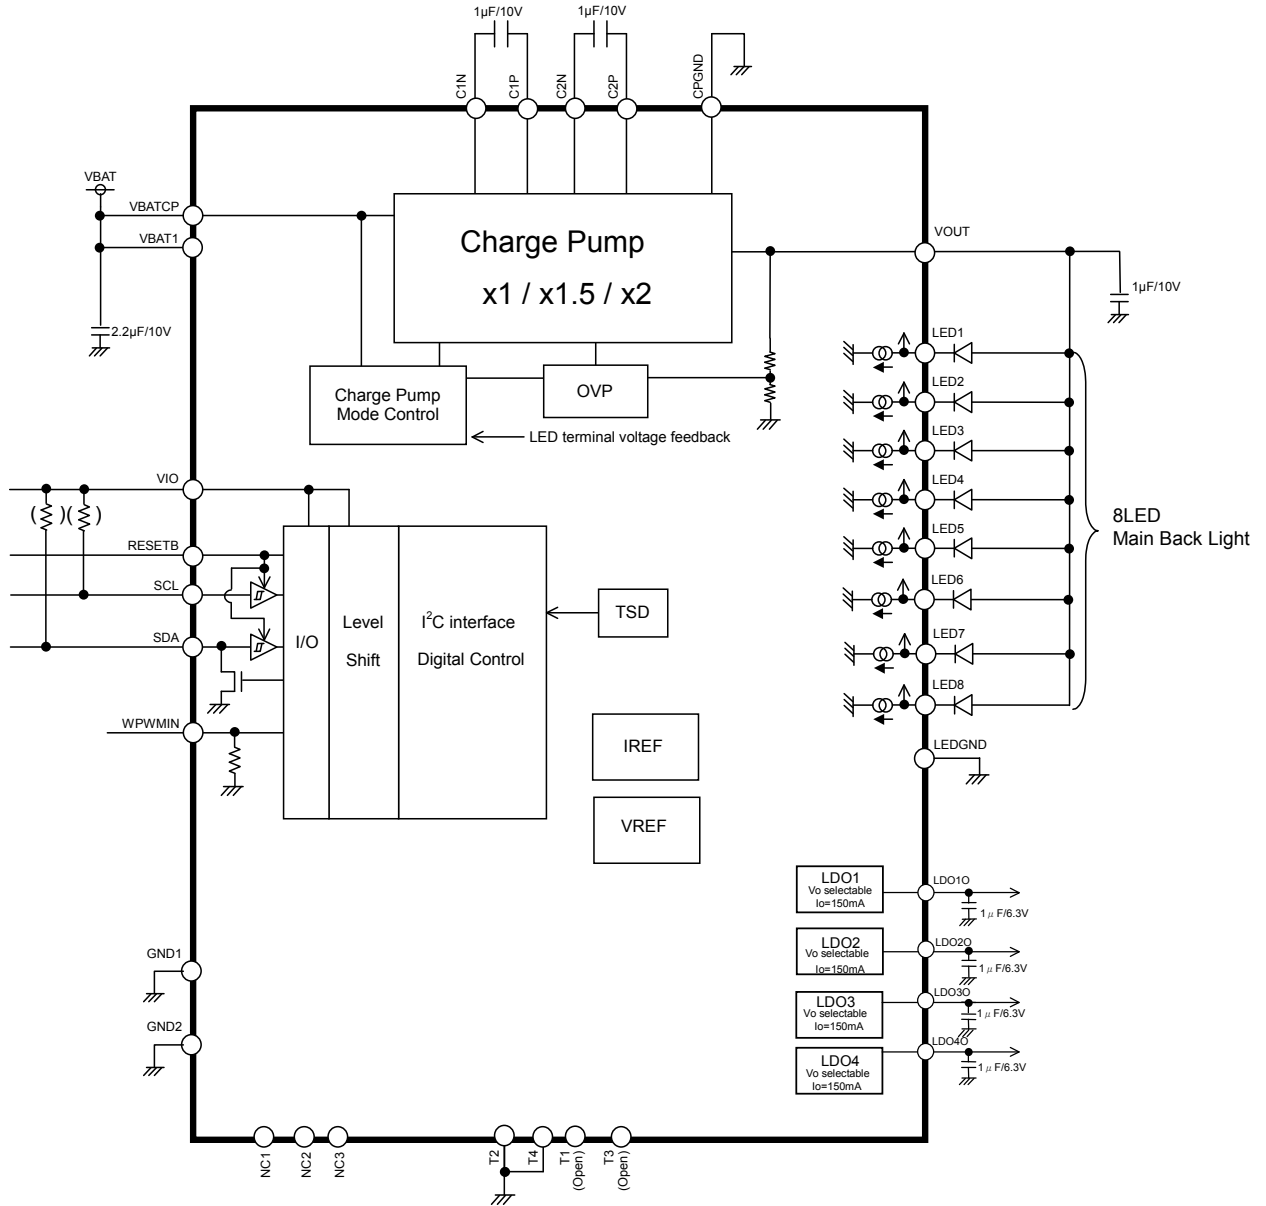 1µF/10V
1µF/10V
C1N
C1P
C2N
C2P
CPGND
VBAT
VBATCP
VBAT1
2.2µF/10V
Charge Pump
x1 / x1.5 / x2
VOUT
1µF/10V
Charge Pump
Mode Control
OVP
LED terminal voltage feedback
LED1
LED2
LED3
LED4
LED5
LED6
LED7
LED8
8LED
Main Back Light
LEDGND
VIO
( )( )
RESETB
SCL
SDA
WPWMIN
I/O
Level
Shift
I²C interface
Digital Control
TSD
IREF
VREF
LDO1
Vo selectable
Io=150mA
LDO1O
1μF/6.3V
LDO2
Vo selectable
Io=150mA
LDO2O
1μF/6.3V
LDO3
Vo selectable
Io=150mA
LDO3O
1μF/6.3V
LDO4
Vo selectable
Io=150mA
LDO4O
1μF/6.3V
GND1
GND2
NC1
NC2
NC3
T2
T4
T1
(Open)
T3
(Open)